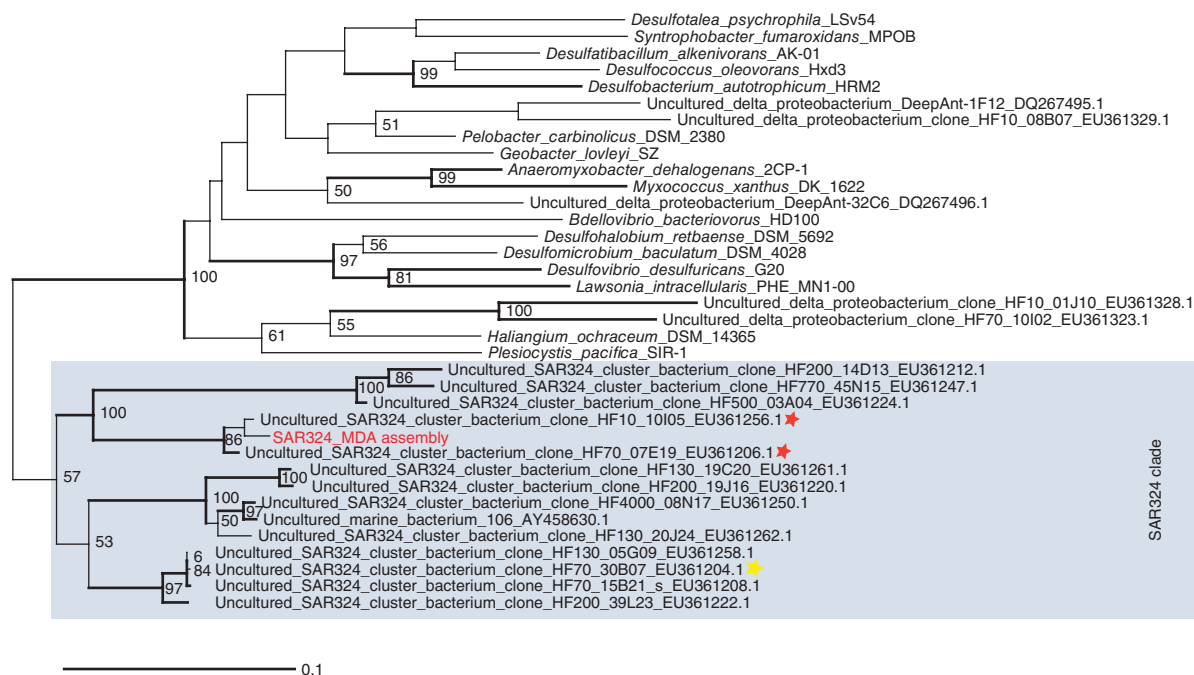 Desulfotalea_psychrophila_LSv54
Syntrophobacter_fumaroxidans_MPOB
Desulfatibacillum_alkenivorans_AK-01
99
Desulfococcus_oleovorans_Hxd3
Desulfobacterium_autotrophicum_HRM2
Uncultured_delta_proteobacterium_DeepAnt-1F12_DQ267495.1
51
Uncultured_delta_proteobacterium_clone_HF10_08B07_EU361329.1
Pelobacter_carbinolicus_DSM_2380
Geobacter_lovleyi_SZ
Anaeromyxobacter_dehalogenans_2CP-1
99
Myxococcus_xanthus_DK_1622
50
Uncultured_delta_proteobacterium_DeepAnt-32C6_DQ267496.1
Bdellovibrio_bacteriovorus_HD100
Desulfohalobium_retbaense_DSM_5692
56
Desulfomicrobium_baculatum_DSM_4028
97
Desulfovibrio_desulfuricans_G20
100
81
Lawsonia_intracellularis_PHE_MN1-00
Uncultured_delta_proteobacterium_clone_HF10_01J10_EU361328.1
100
Uncultured_delta_proteobacterium_clone_HF70_10I02_EU361323.1
55
61
Haliangium_ochraceum_DSM_14365
Plesiocystis_pacifica_SIR-1
Uncultured_SAR324_cluster_bacterium_clone_HF200_14D13_EU361212.1
86
100
Uncultured_SAR324_cluster_bacterium_clone_HF770_45N15_EU361247.1
Uncultured_SAR324_cluster_bacterium_clone_HF500_03A04_EU361224.1
100
Uncultured_SAR324_cluster_bacterium_clone_HF10_10I05_EU361256.1
86
SAR324_MDA assembly
Uncultured_SAR324_cluster_bacterium_clone_HF70_07E19_EU361206.1
57
Uncultured_SAR324_cluster_bacterium_clone_HF130_19C20_EU361261.1
100
Uncultured_SAR324_cluster_bacterium_clone_HF200_19J16_EU361220.1
100
Uncultured_SAR324_cluster_bacterium_clone_HF4000_08N17_EU361250.1
97
50
Uncultured_marine_bacterium_106_AY458630.1
Uncultured_SAR324_cluster_bacterium_clone_HF130_20J24_EU361262.1
53
6
Uncultured_SAR324_cluster_bacterium_clone_HF130_05G09_EU361258.1
84
Uncultured_SAR324_cluster_bacterium_clone_HF70_30B07_EU361204.1
97
Uncultured_SAR324_cluster_bacterium_clone_HF70_15B21_s_EU361208.1
Uncultured_SAR324_cluster_bacterium_clone_HF200_39L23_EU361222.1
SAR324 clade
0.1